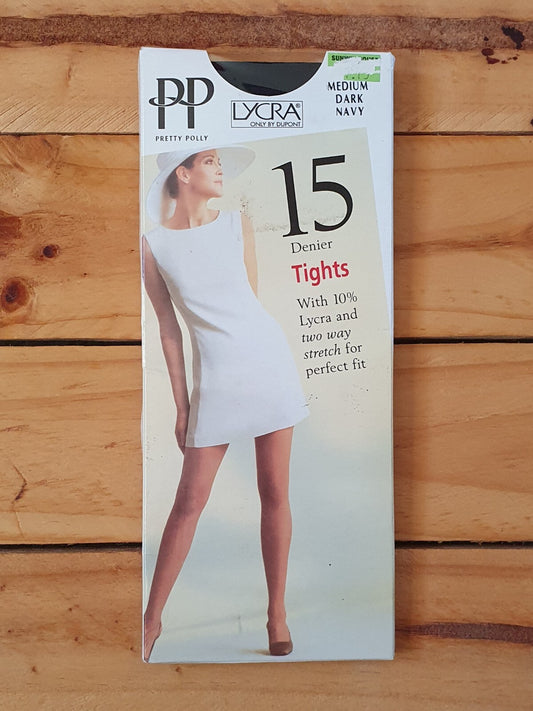 PP
PRETTY POLLY
LYCRA®
ONLY BY DUPONT
MEDIUM
DARK
NAVY
15
Denier
Tights
With 10%
Lycra and
two way
stretch for
perfect fit